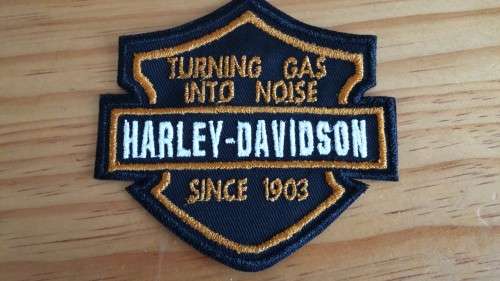 TURNING GAS
INTO NOISE
HARLEY-DAVIDSON
SINCE 1903